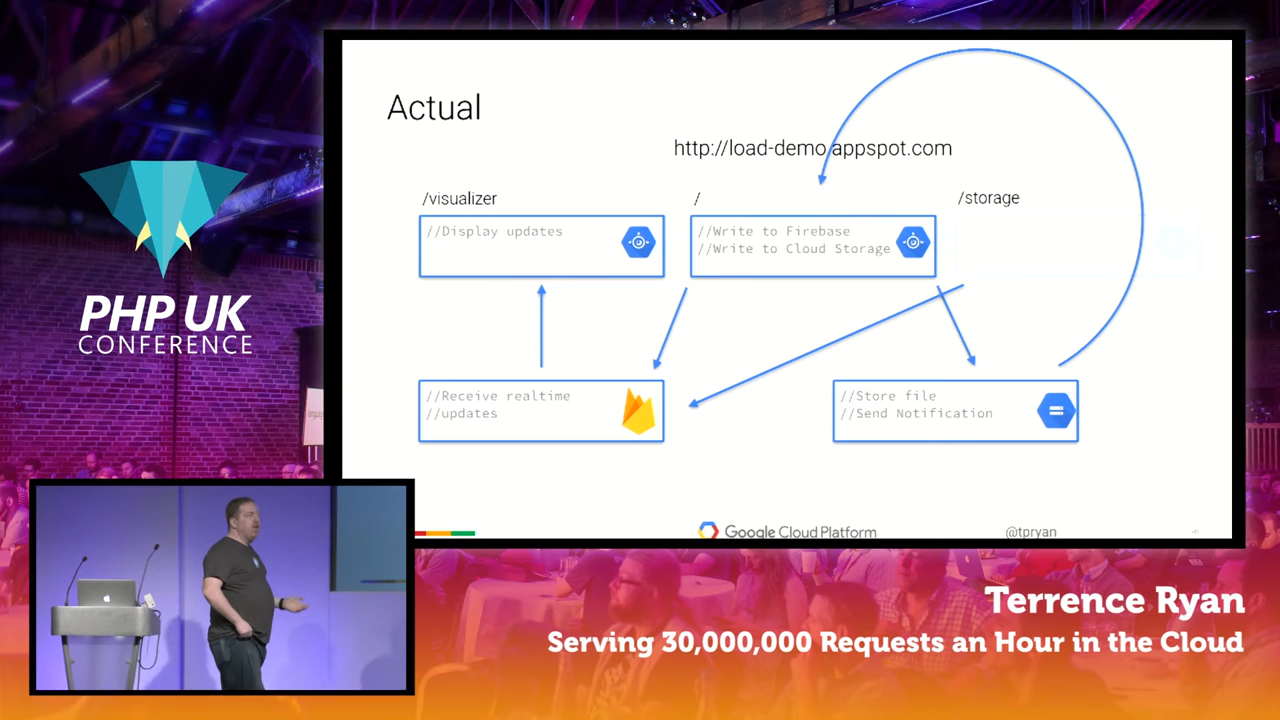 Actual
http://load-demo.appspot.com
/visualizer
/
/storage
//Display updates
//Write to Firebase
//Write to Cloud Storage
//Receive realtime
//updates
//Store file
//Send Notification
Google Cloud Platform
@tpryan
PHP UK
CONFERENCE
Terrence Ryan
Serving 30,000,000 Requests an Hour in the Cloud